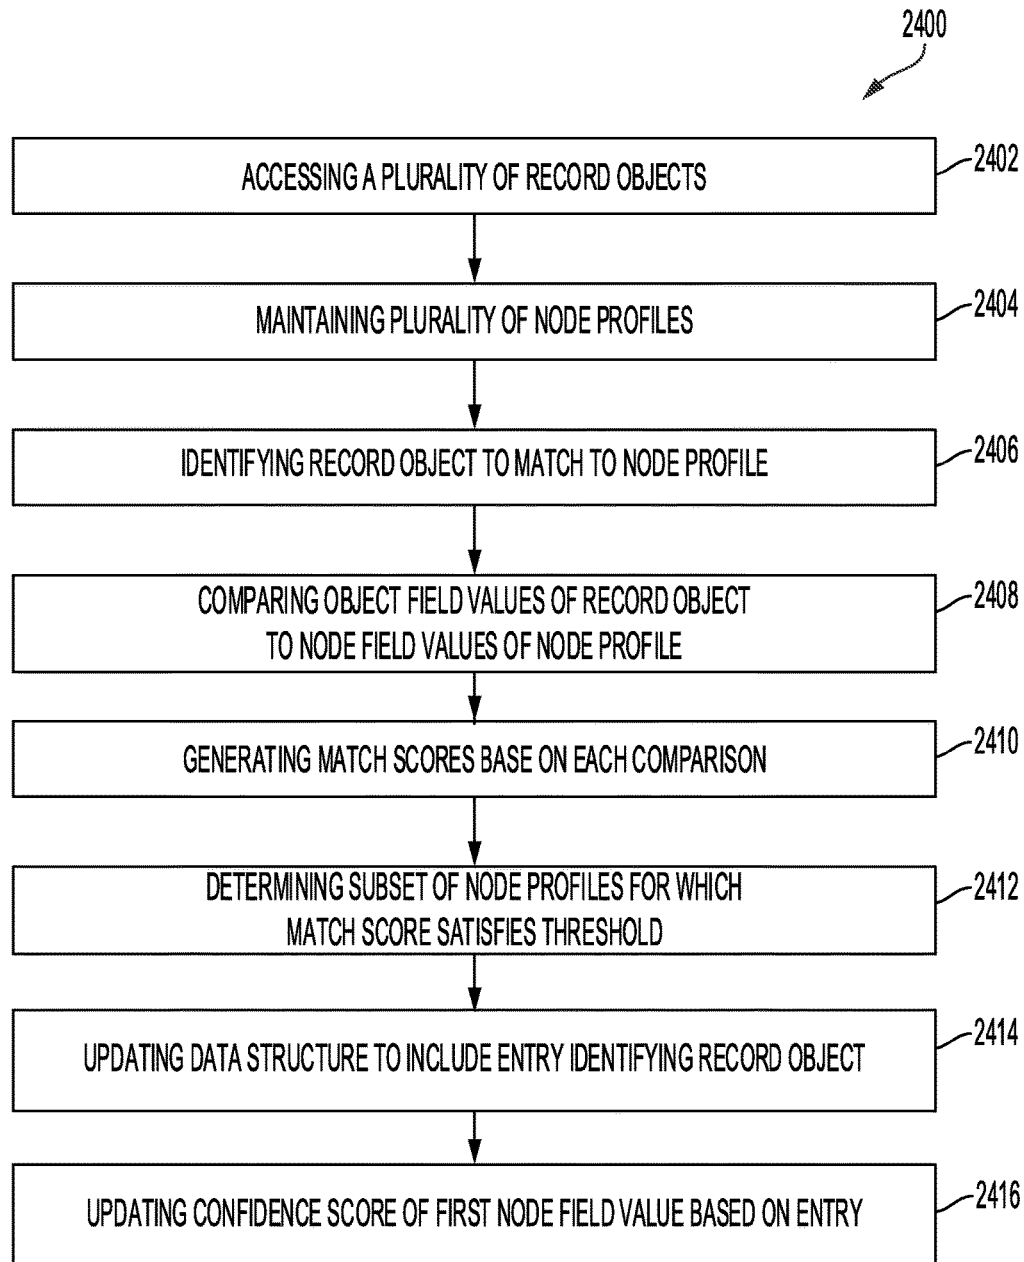 2400
ACCESSING A PLURALITY OF RECORD OBJECTS
2402
MAINTAINING PLURALITY OF NODE PROFILES
2404
IDENTIFYING RECORD OBJECT TO MATCH TO NODE PROFILE
2406
COMPARING OBJECT FIELD VALUES OF RECORD OBJECT
TO NODE FIELD VALUES OF NODE PROFILE
2408
GENERATING MATCH SCORES BASE ON EACH COMPARISON
2410
DETERMINING SUBSET OF NODE PROFILES FOR WHICH
MATCH SCORE SATISFIES THRESHOLD
2412
UPDATING DATA STRUCTURE TO INCLUDE ENTRY IDENTIFYING RECORD OBJECT
2414
UPDATING CONFIDENCE SCORE OF FIRST NODE FIELD VALUE BASED ON ENTRY
2416